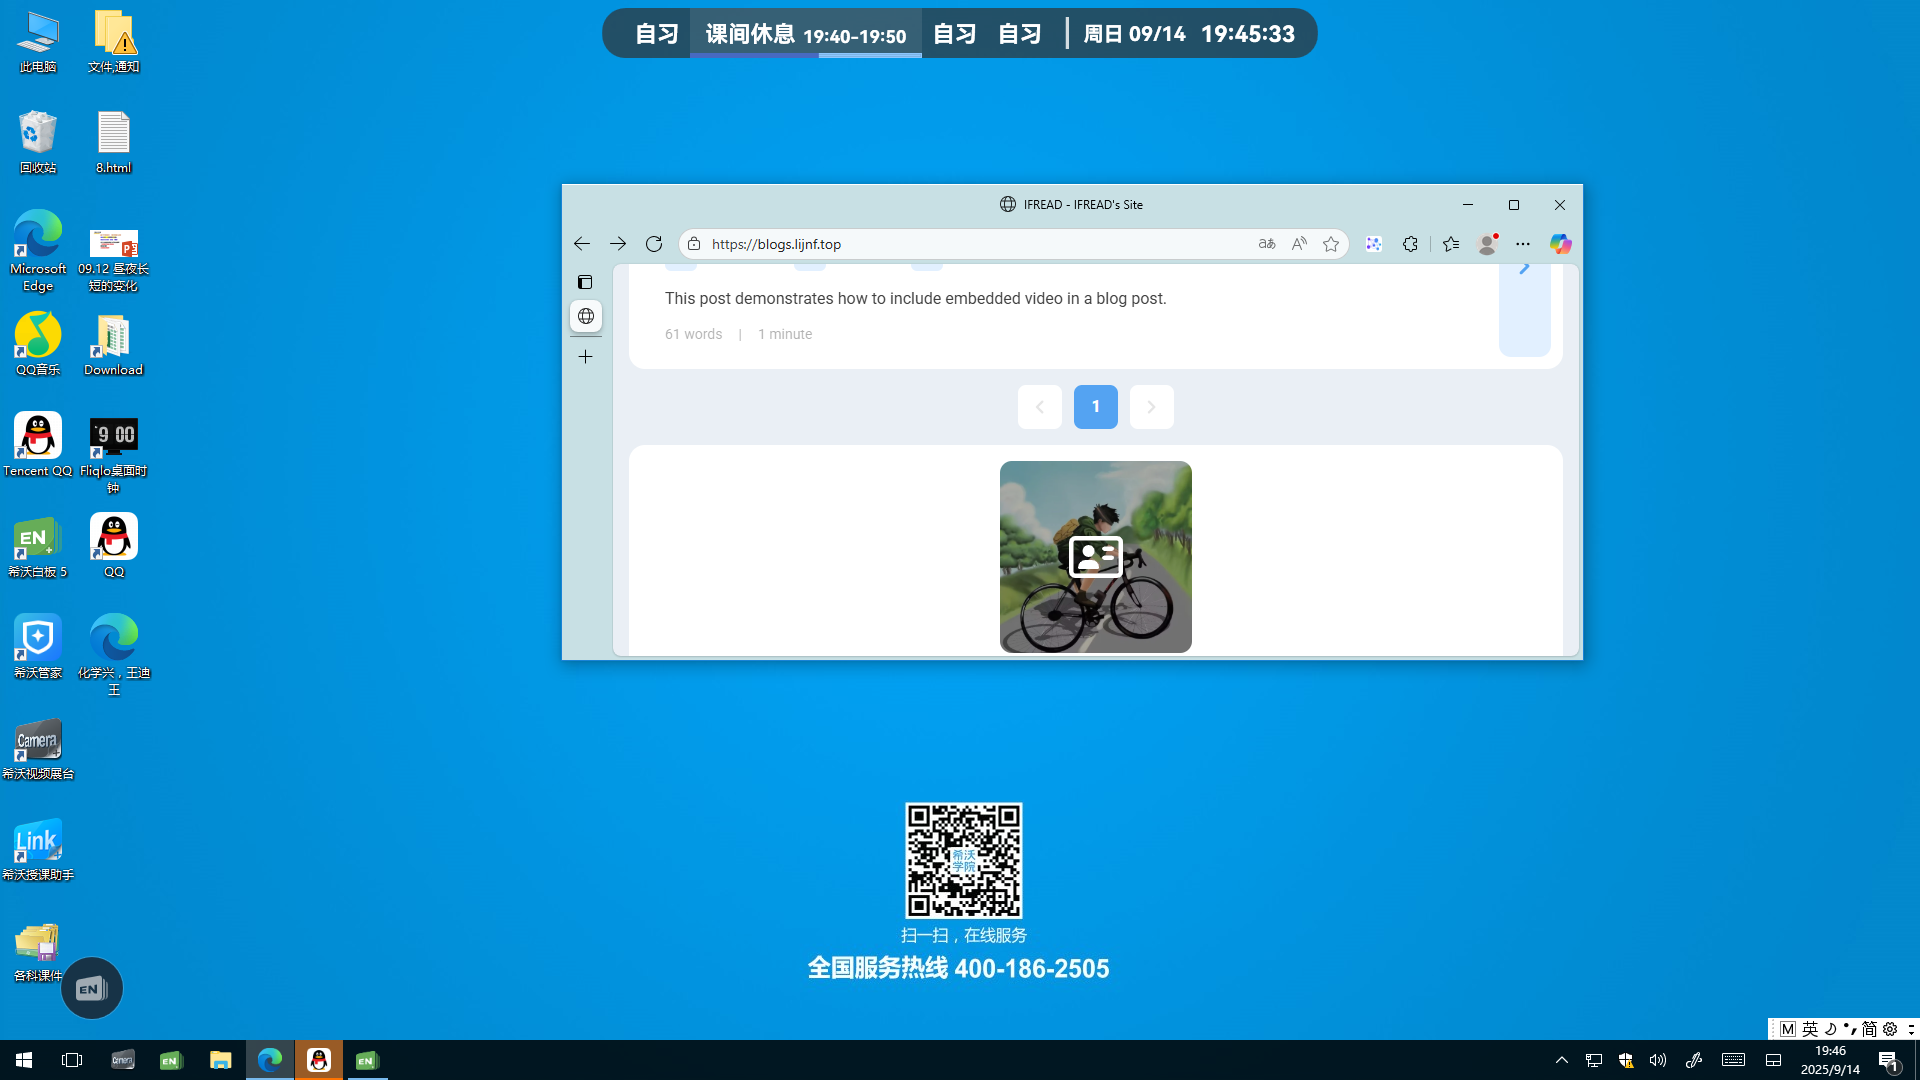 自习 课间休息 19:40-19:50 自习 自习 周日 09/14 19:45:33
此电脑
文件,通知
回收站
8.html
Microsoft Edge
09.12 昼夜长
短的变化
QQ音乐
Download
Tencent QQ
Fliqlo桌面时
钟
EN
希沃白板 5
QQ
希沃管家
化学兴，王迪
王
Camera
希沃视频展台
Link
希沃授课助手
各科课件
EN
IFREAD - IFREAD's Site
https://blogs.lijnf.top
This post demonstrates how to include embedded video in a blog post.
61 words | 1 minute
1
希沃
学院
扫一扫，在线服务
全国服务热线 400-186-2505
M 英 简
Camera EN EN
19:46
2025/9/14
1